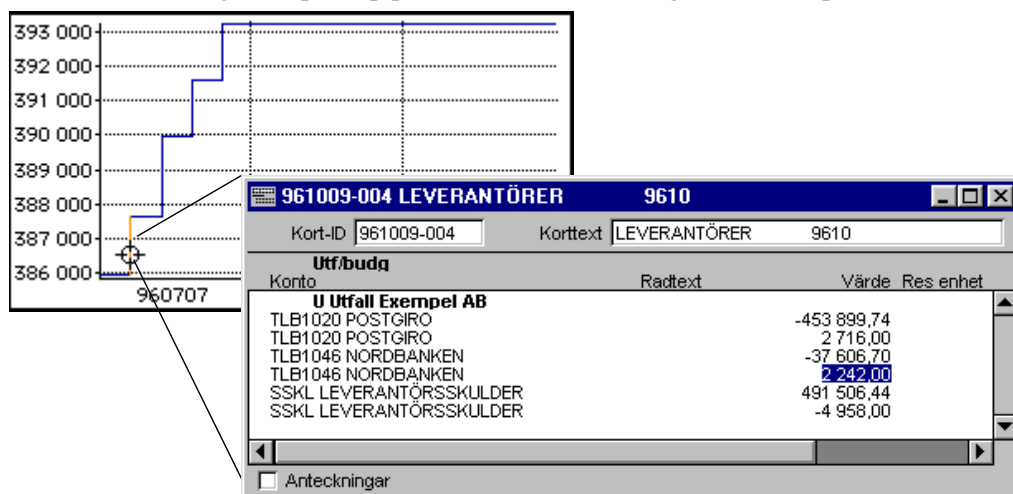 393 000
392 000
391 000
390 000
389 000
388 000
387 000
386 000
960707
961009-004 LEVERANTÖRER 9610
Kort-ID 961009-004 Korttext LEVERANTÖRER 9610
Utf/budg
Konto Radtext Värde Res enhet
U Utfall Exempel AB
TLB1020 POSTGIRO -453 899,74
TLB1020 POSTGIRO 2 716,00
TLB1046 NORDBANKEN -37 606,70
TLB1046 NORDBANKEN 2 242,00
SSKL LEVERANTÖRSSKULDER 491 506,44
SSKL LEVERANTÖRSSKULDER -4 958,00
Anteckningar